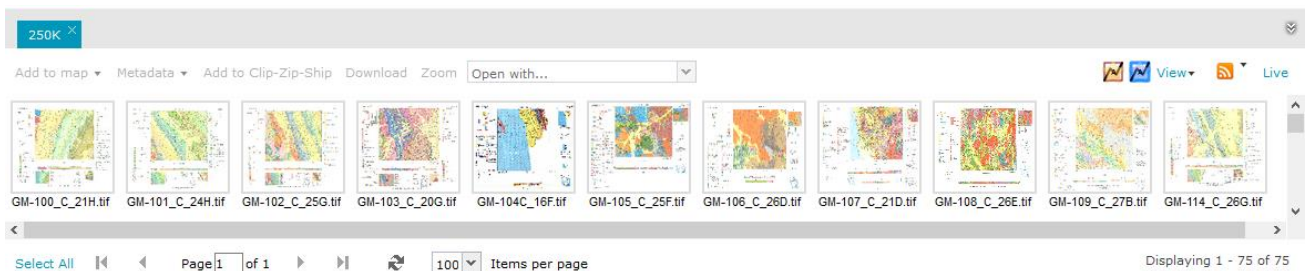 250K
Add to map Metadata Add to Clip-Zip-Ship Download Zoom Open with... View Live
GM-100_C_21H.tif GM-101_C_24H.tif GM-102_C_25G.tif GM-103_C_20G.tif GM-104C_16F.tif GM-105_C_25F.tif GM-106_C_26D.tif GM-107_C_21D.tif GM-108_C_26E.tif GM-109_C_27B.tif GM-114_C_26G.tif
Select All Page 1 of 1 100 Items per page Displaying 1 - 75 of 75